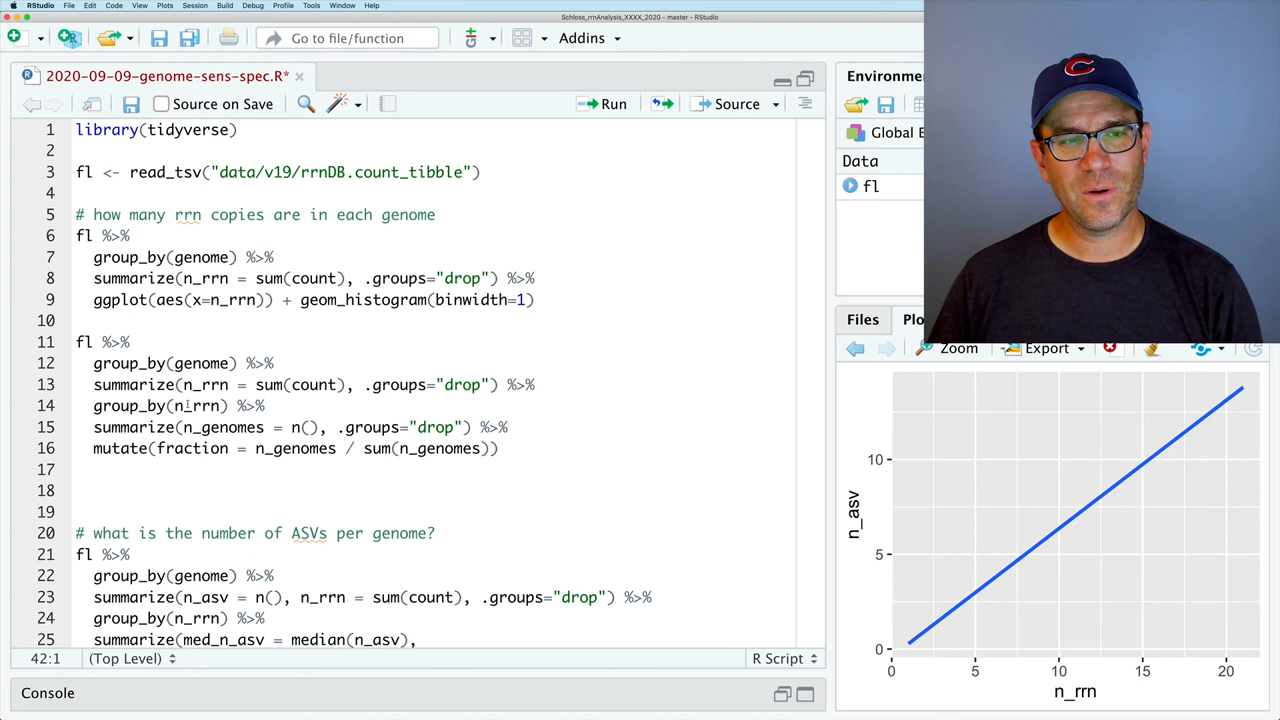 RStudio File Edit Code View Plots Session Build Debug Profile Tools Window Help
Schloss_rrnAnalysis_XXXX_2020 - master - RStudio
Go to file/function Addins
2020-09-09-genome-sens-spec.R*
Source on Save Run Source
1 library(tidyverse)
2
3 fl <- read_tsv("data/v19/rrnDB.count_tibble")
4
5 # how many rrn copies are in each genome
6 fl %>%
7 group_by(genome) %>%
8 summarize(n_rrn = sum(count), .groups="drop") %>%
9 ggplot(aes(x=n_rrn)) + geom_histogram(binwidth=1)
10
11 fl %>%
12 group_by(genome) %>%
13 summarize(n_rrn = sum(count), .groups="drop") %>%
14 group_by(n_rrn) %>%
15 summarize(n_genomes = n(), .groups="drop") %>%
16 mutate(fraction = n_genomes / sum(n_genomes))
17
18
19
20 # what is the number of ASVs per genome?
21 fl %>%
22 group_by(genome) %>%
23 summarize(n_asv = n(), n_rrn = sum(count), .groups="drop") %>%
24 group_by(n_rrn) %>%
25 summarize(med_n_asv = median(n_asv),
42:1 (Top Level) R Script
Console
Environme
Global E
Data
fl
Files Plo
Zoom Export
10
5
0
n_asv
0 5 10 15 20
n_rrn
C